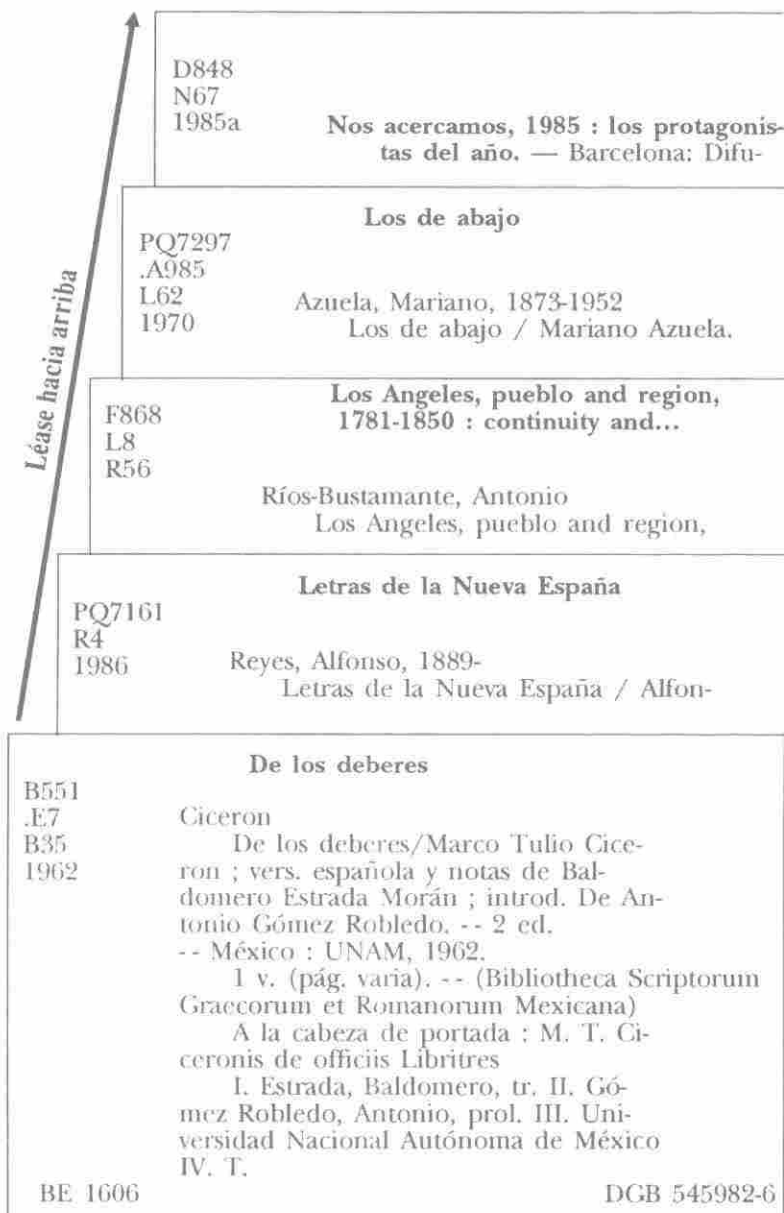 D848
N67
1985a
Nos acercamos, 1985 : los protagonis-
tas del año. — Barcelona: Difu-
Los de abajo
PQ7297
.A985
L62
1970
Azuela, Mariano, 1873-1952
Los de abajo / Mariano Azuela.
Los Angeles, pueblo and region,
1781-1850 : continuity and...
F868
L8
R56
Ríos-Bustamante, Antonio
Los Angeles, pueblo and region,
Letras de la Nueva España
PQ7161
R4
1986
Reyes, Alfonso, 1889-
Letras de la Nueva España / Alfon-
Léase hacia arriba
De los deberes
B551
.E7
B35
1962
Ciceron
De los deberes/Marco Tulio Cice-
ron ; vers. española y notas de Bal-
domero Estrada Morán ; introd. De An-
tonio Gómez Robledo. -- 2 ed.
-- México : UNAM, 1962.
1 v. (pág. varia). -- (Bibliotheca Scriptorum
Graecorum et Romanorum Mexicana)
A la cabeza de portada : M. T. Ci-
ceronis de officiis Libritres
I. Estrada, Baldomero, tr. II. Gó-
mez Robledo, Antonio, prol. III. Uni-
versidad Nacional Autónoma de México
IV. T.
BE 1606 DGB 545982-6